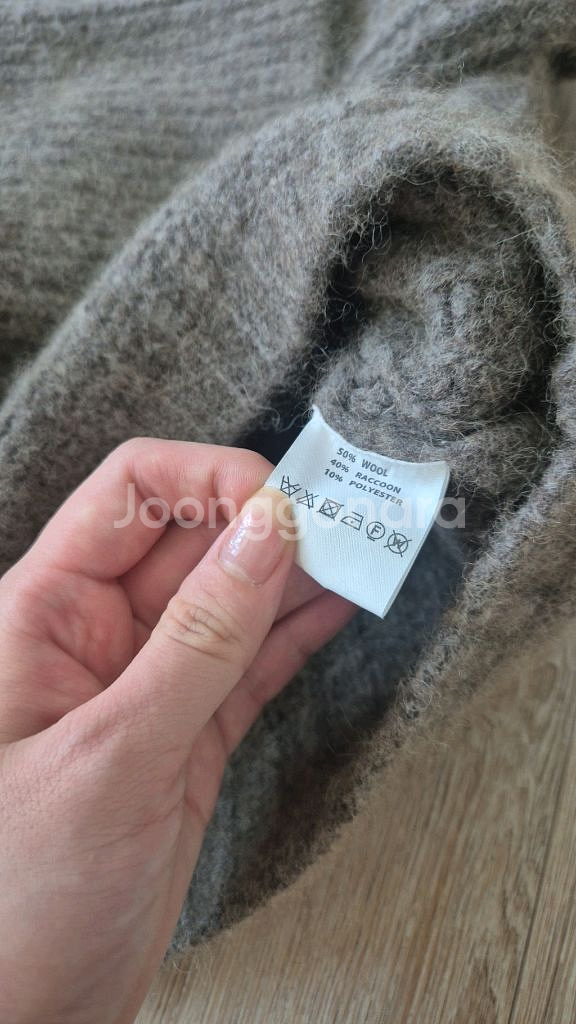 50% WOOL
40% RACCOON
10% POLYESTER
F
W
Joonggonara